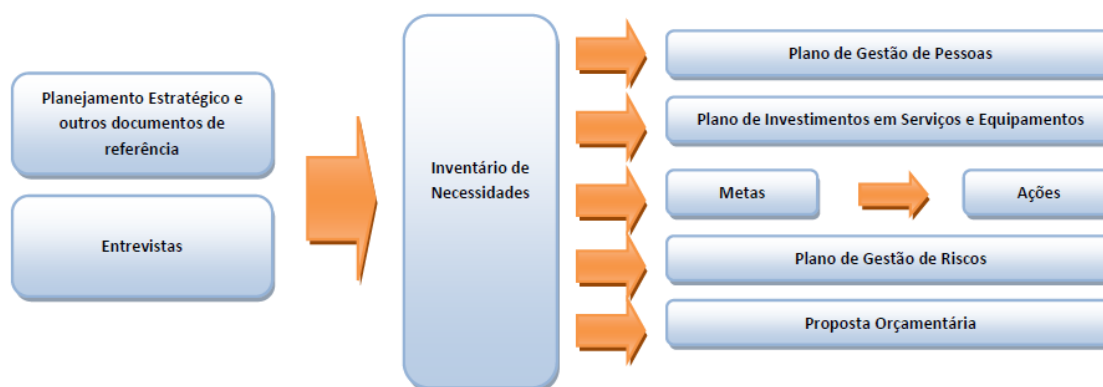 Planejamento Estratégico e
outros documentos de
referência
Entrevistas
Inventário de
Necessidades
Plano de Gestão de Pessoas
Plano de Investimentos em Serviços e Equipamentos
Metas
Ações
Plano de Gestão de Riscos
Proposta Orçamentária